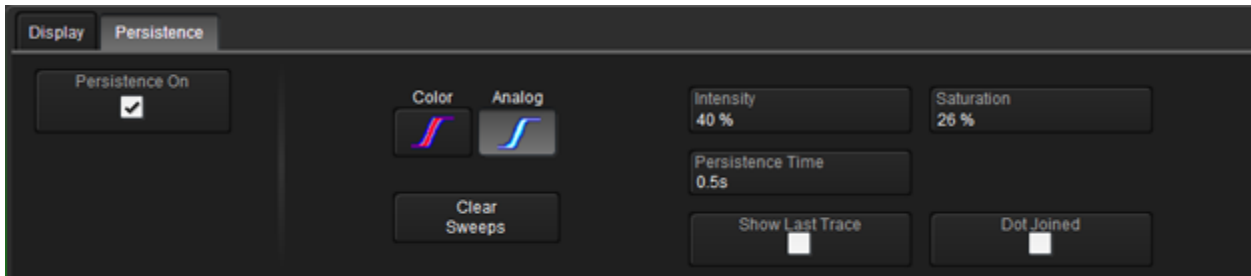 Display Persistence
Persistence On
Color Analog
Intensity Saturation
40 % 26 %
Persistence Time
0.5s
Clear
Sweeps
Show Last Trace Dot Joined